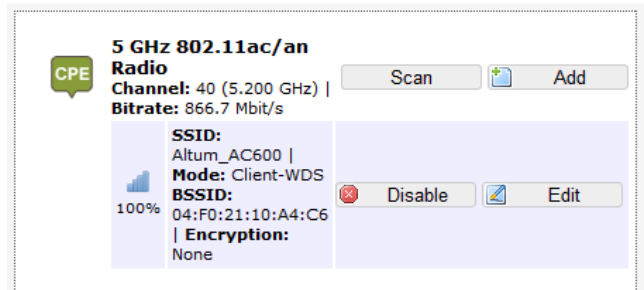 CPE
5 GHz 802.11ac/an
Radio
Channel: 40 (5.200 GHz) |
Bitrate: 866.7 Mbit/s
Scan
Add
100%
SSID:
Altum_AC600 |
Mode: Client-WDS
BSSID:
04:F0:21:10:A4:C6
| Encryption:
None
Disable
Edit